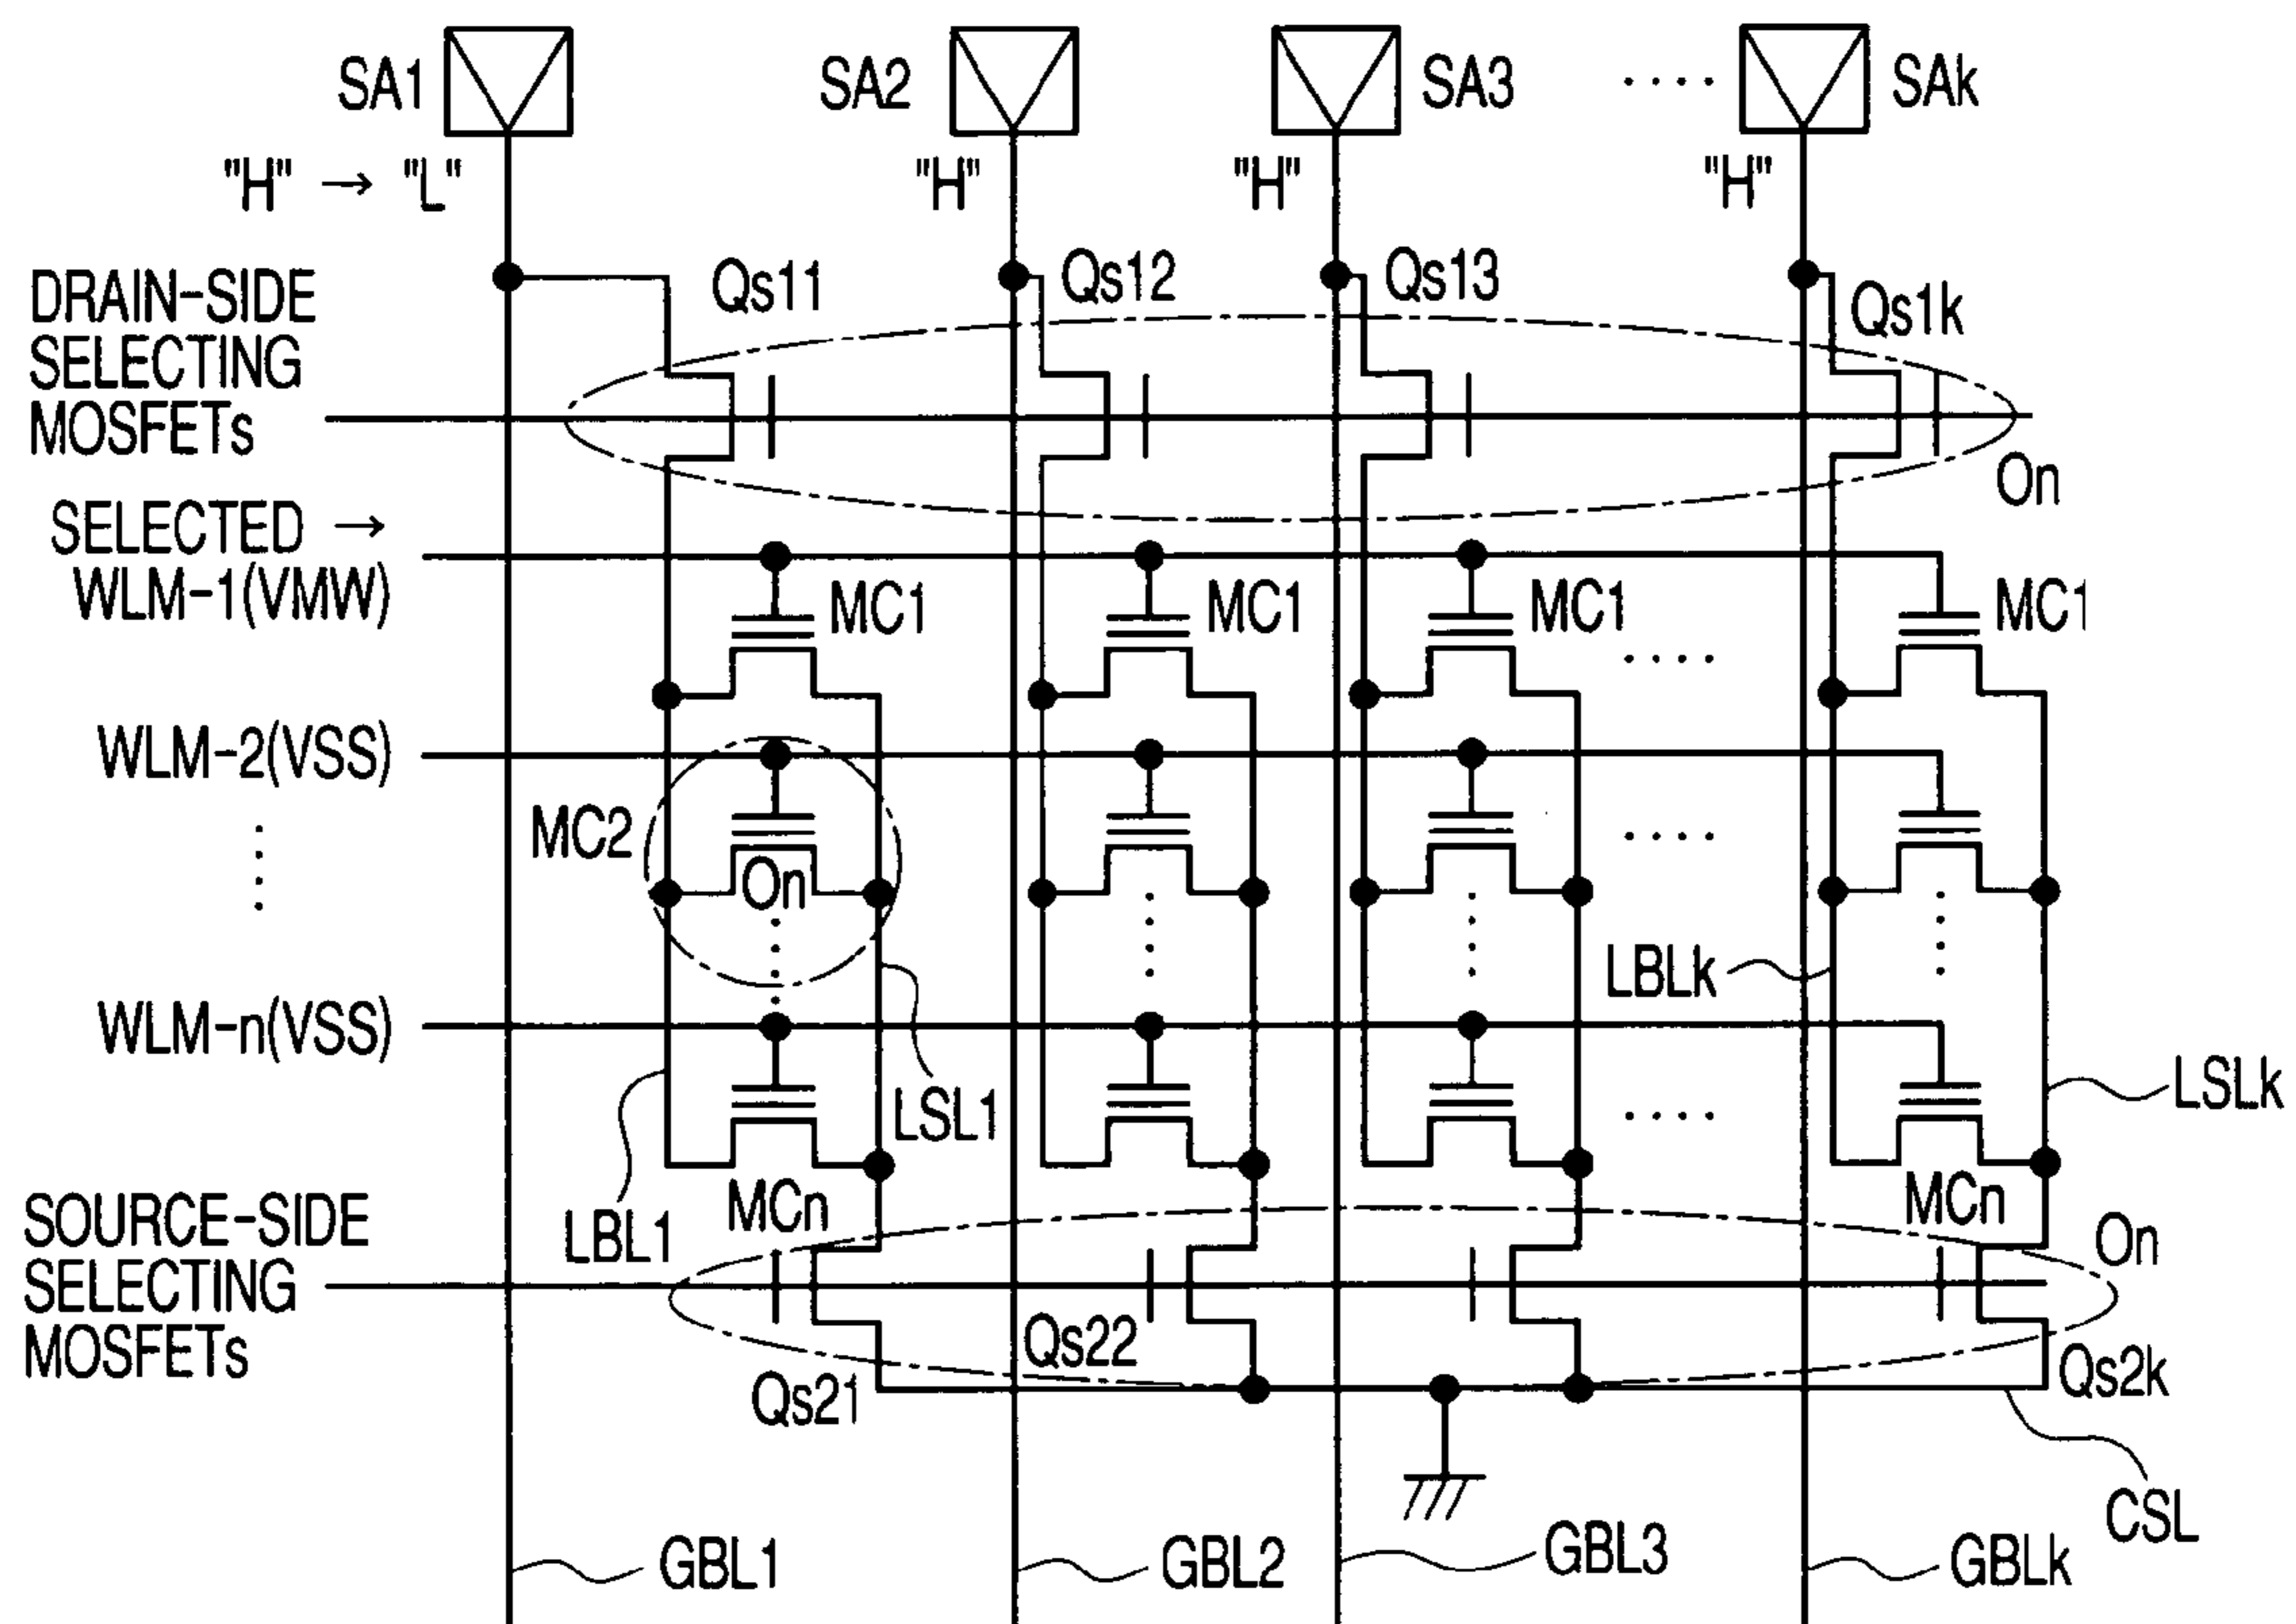 SA1
SA2
SA3
....
SAk
"H" → "L"
"H"
"H"
"H"
Qs11
Qs12
Qs13
Qs1k
DRAIN-SIDE
SELECTING
MOSFETs
On
SELECTED →
WLM-1(VMW)
MC1
MC1
MC1
MC1
....
WLM-2(VSS)
MC2
On
....
LBLk
WLM-n(VSS)
LSL1
....
LSLk
LBL1
MCn
MCn
SOURCE-SIDE
SELECTING
MOSFETs
On
Qs21
Qs22
Qs2k
CSL
GBL1
GBL2
GBL3
GBLk